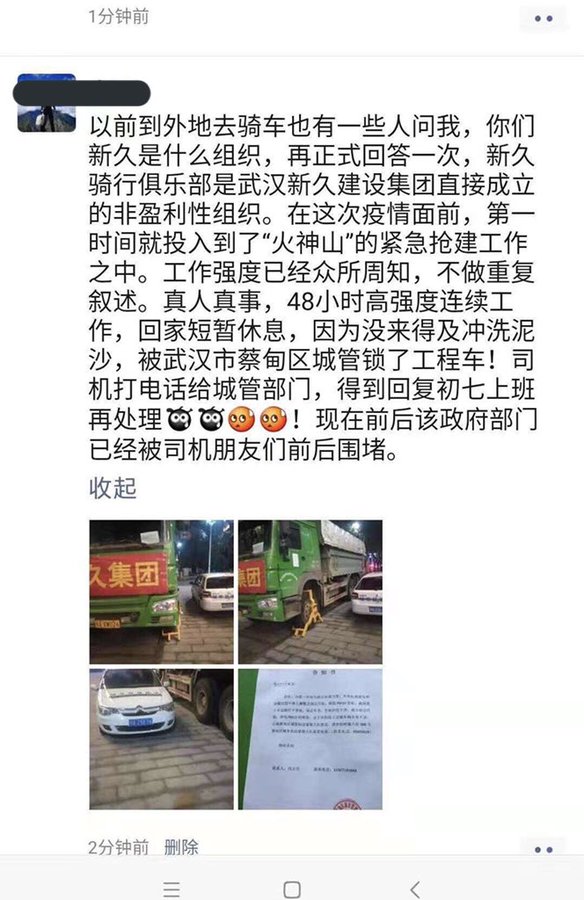 1分钟前
以前到外地去骑车也有一些人问我，你们
新久是什么组织，再正式回答一次，新久
骑行俱乐部是武汉新久建设集团直接成立
的非盈利性组织。在这次疫情面前，第一
时间就投入到了“火神山”的紧急抢建工作
之中。工作强度已经众所周知，不做重复
叙述。真人真事，48小时高强度连续工
作，回家短暂休息，因为没来得及冲洗泥
沙，被武汉市蔡甸区城管锁了工程车！司
机打电话给城管部门，得到回复初七上班
再处理！现在前后该政府部门
已经被司机朋友们前后围堵。
收起
久集团
集团
告知书
2分钟前 删除